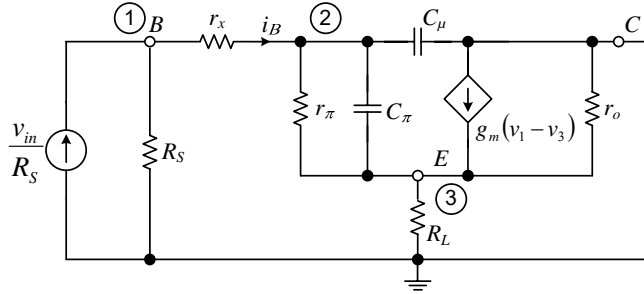 1
B
r_x
i_B
2
C_μ
C
v_in/R_S
R_S
r_π
C_π
g_m(v_1 − v_3)
r_o
E
3
R_L